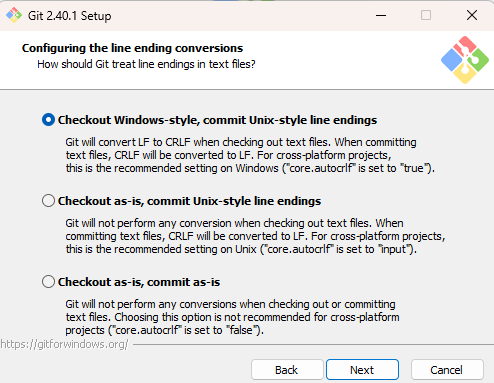 Git 2.40.1 Setup
Configuring the line ending conversions
How should Git treat line endings in text files?
Checkout Windows-style, commit Unix-style line endings
Git will convert LF to CRLF when checking out text files. When committing
text files, CRLF will be converted to LF. For cross-platform projects,
this is the recommended setting on Windows ("core.autocrlf" is set to "true").
Checkout as-is, commit Unix-style line endings
Git will not perform any conversion when checking out text files. When
committing text files, CRLF will be converted to LF. For cross-platform projects,
this is the recommended setting on Unix ("core.autocrlf" is set to "input").
Checkout as-is, commit as-is
Git will not perform any conversions when checking out or committing
text files. Choosing this option is not recommended for cross-platform
projects ("core.autocrlf" is set to "false").
https://gitforwindows.org/
Back Next Cancel